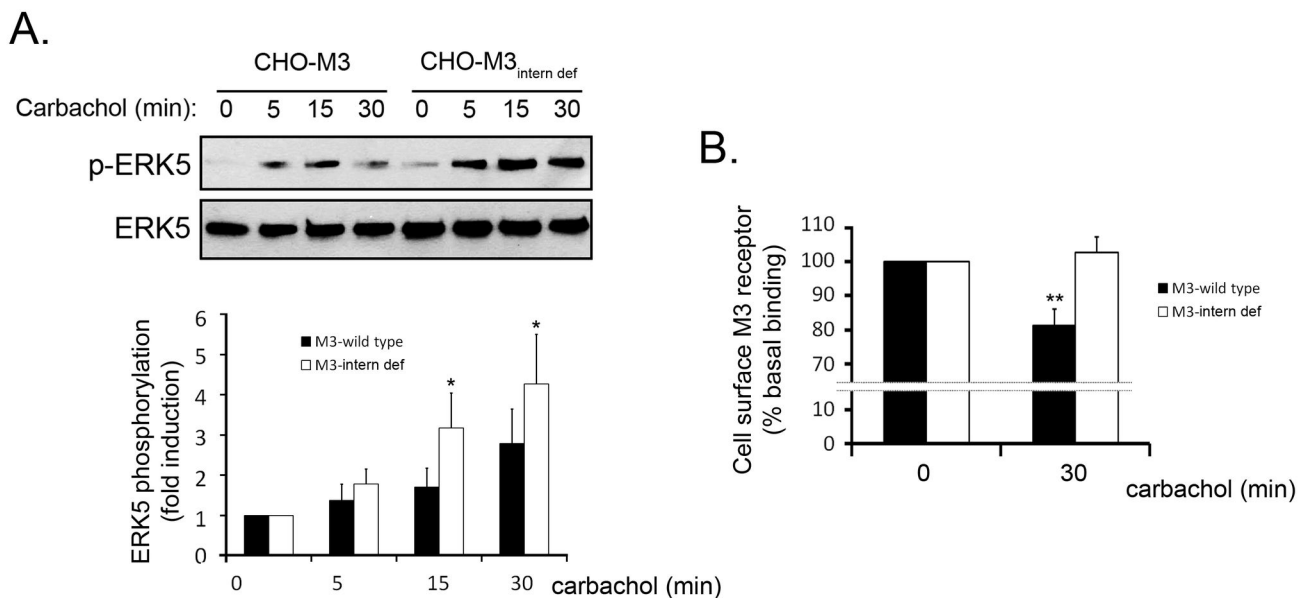 A.
CHO-M3 CHO-M3intern def
Carbachol (min): 0 5 15 30 0 5 15 30
p-ERK5
ERK5
ERK5 phosphorylation
(fold induction)
6
5
4
3
2
1
0
M3-wild type
M3-intern def
*
*
0 5 15 30 carbachol (min)
B.
Cell surface M3 receptor
(% basal binding)
110
100
90
80
70
10
0
**
M3-wild type
M3-intern def
0 30
carbachol (min)